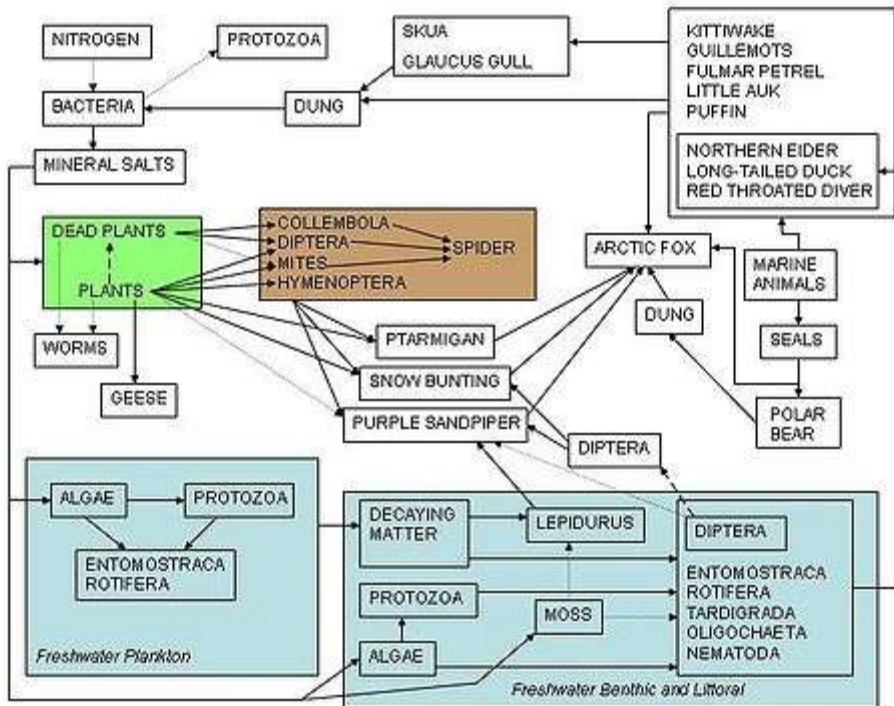 NITROGEN
PROTOZOA
SKUA
GLAUCUS GULL
KITTIWAKE
GUILLEMOTS
FULMAR PETREL
LITTLE AUK
PUFFIN
BACTERIA
DUNG
MINERAL SALTS
NORTHERN EIDER
LONG-TAILED DUCK
RED THROATED DIVER
DEAD PLANTS
PLANTS
COLLEMBOLA
DIPTERA
MITES
HYMENOPTERA
SPIDER
ARCTIC FOX
MARINE
ANIMALS
DUNG
SEALS
POLAR
BEAR
WORMS
GEESE
PTARMIGAN
SNOW BUNTING
PURPLE SANDPIPER
DIPTERA
ALGAE
PROTOZOA
ENTOMOSTRACA
ROTIFERA
Freshwater Plankton
DECAYING
MATTER
LEPIDURUS
DIPTERA
PROTOZOA
MOSS
ALGAE
ENTOMOSTRACA
ROTIFERA
TARDIGRADA
OLIGOCHAETA
NEMATODA
Freshwater Benthic and Littoral